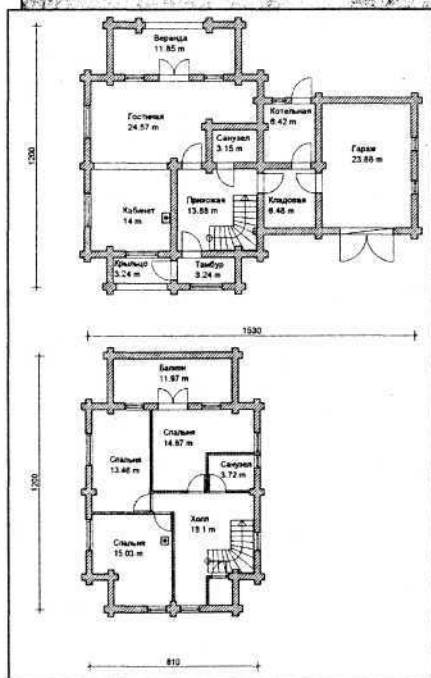 Веранда
11.85 m
Гостиная
24.57 m
Котельная
6.42 m
Санузел
3.15 m
Гараж
23.86 m
Прихожая
13.88 m
Кладовая
6.48 m
Кабинет
14 m
Крыльцо
3.24 m
Тамбур
3.24 m
1200
1530
Балкон
11.97 m
Спальня
14.87 m
Спальня
13.46 m
Санузел
3.72 m
Холл
19.1 m
Спальня
15.03 m
1200
810